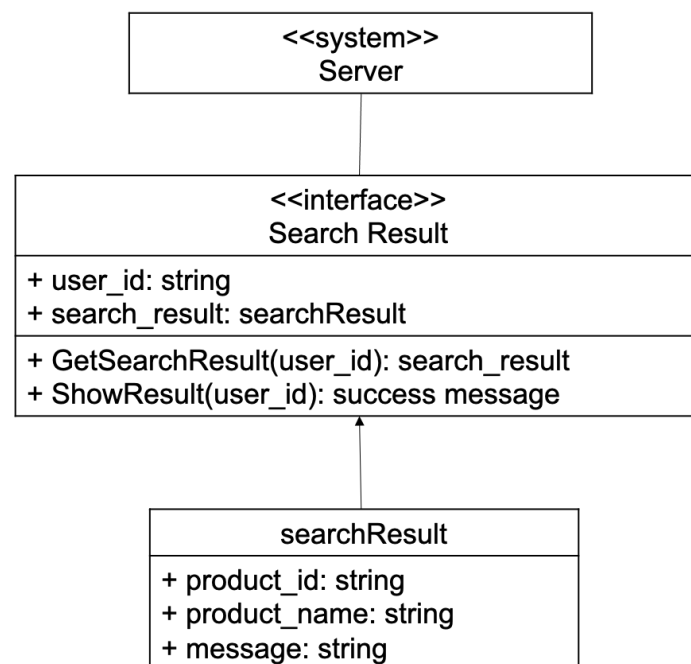 <<system>>
Server
<<interface>>
Search Result
+ user_id: string
+ search_result: searchResult
+ GetSearchResult(user_id): search_result
+ ShowResult(user_id): success message
searchResult
+ product_id: string
+ product_name: string
+ message: string